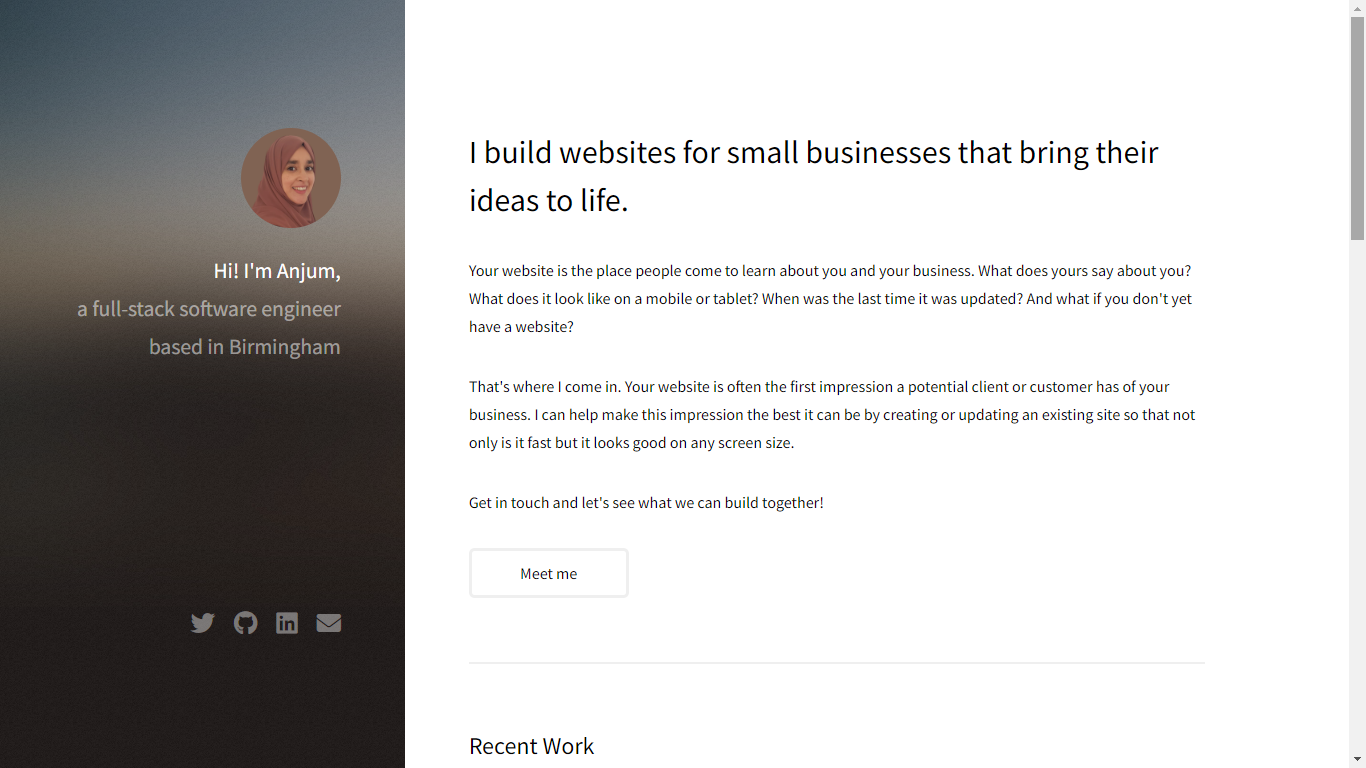 Hi! I'm Anjum,
a full-stack software engineer
based in Birmingham
I build websites for small businesses that bring their
ideas to life.
Your website is the place people come to learn about you and your business. What does yours say about you?
What does it look like on a mobile or tablet? When was the last time it was updated? And what if you don't yet
have a website?
That's where I come in. Your website is often the first impression a potential client or customer has of your
business. I can help make this impression the best it can be by creating or updating an existing site so that not
only is it fast but it looks good on any screen size.
Get in touch and let's see what we can build together!
Meet me
Recent Work